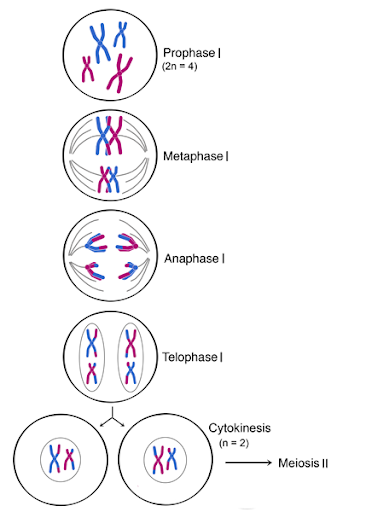 Prophase I
(2n = 4)
Metaphase I
Anaphase I
Telophase I
Cytokinesis
(n = 2)
Meiosis II